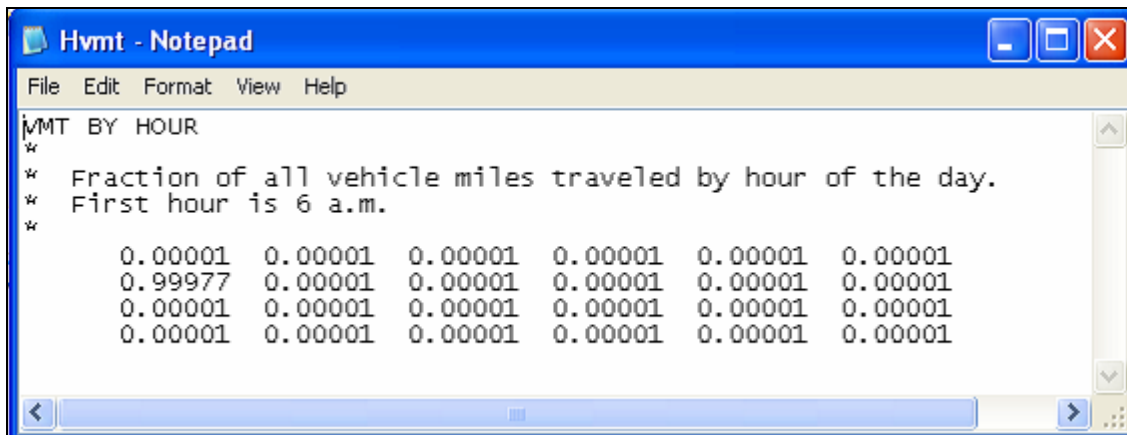 Hvmt - Notepad
File Edit Format View Help
VMT BY HOUR
*
* Fraction of all vehicle miles traveled by hour of the day.
* First hour is 6 a.m.
*
0.00001 0.00001 0.00001 0.00001 0.00001 0.00001
0.99977 0.00001 0.00001 0.00001 0.00001 0.00001
0.00001 0.00001 0.00001 0.00001 0.00001 0.00001
0.00001 0.00001 0.00001 0.00001 0.00001 0.00001